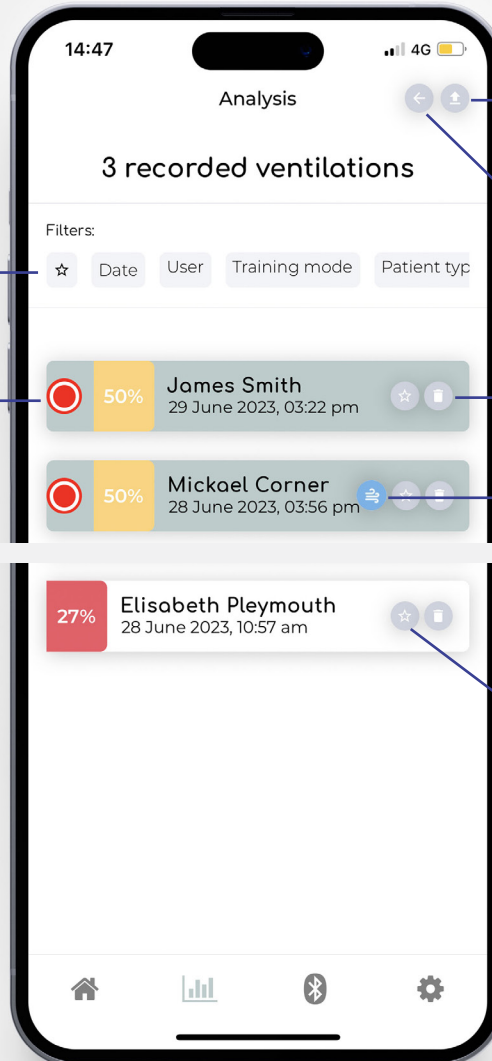 14:47
4G
Analysis
3 recorded ventilations
Filters:
Date User Training mode Patient typ
50%
James Smith
29 June 2023, 03:22 pm
50%
Mickael Corner
28 June 2023, 03:56 pm
27%
Elisabeth Pleymouth
28 June 2023, 10:57 am